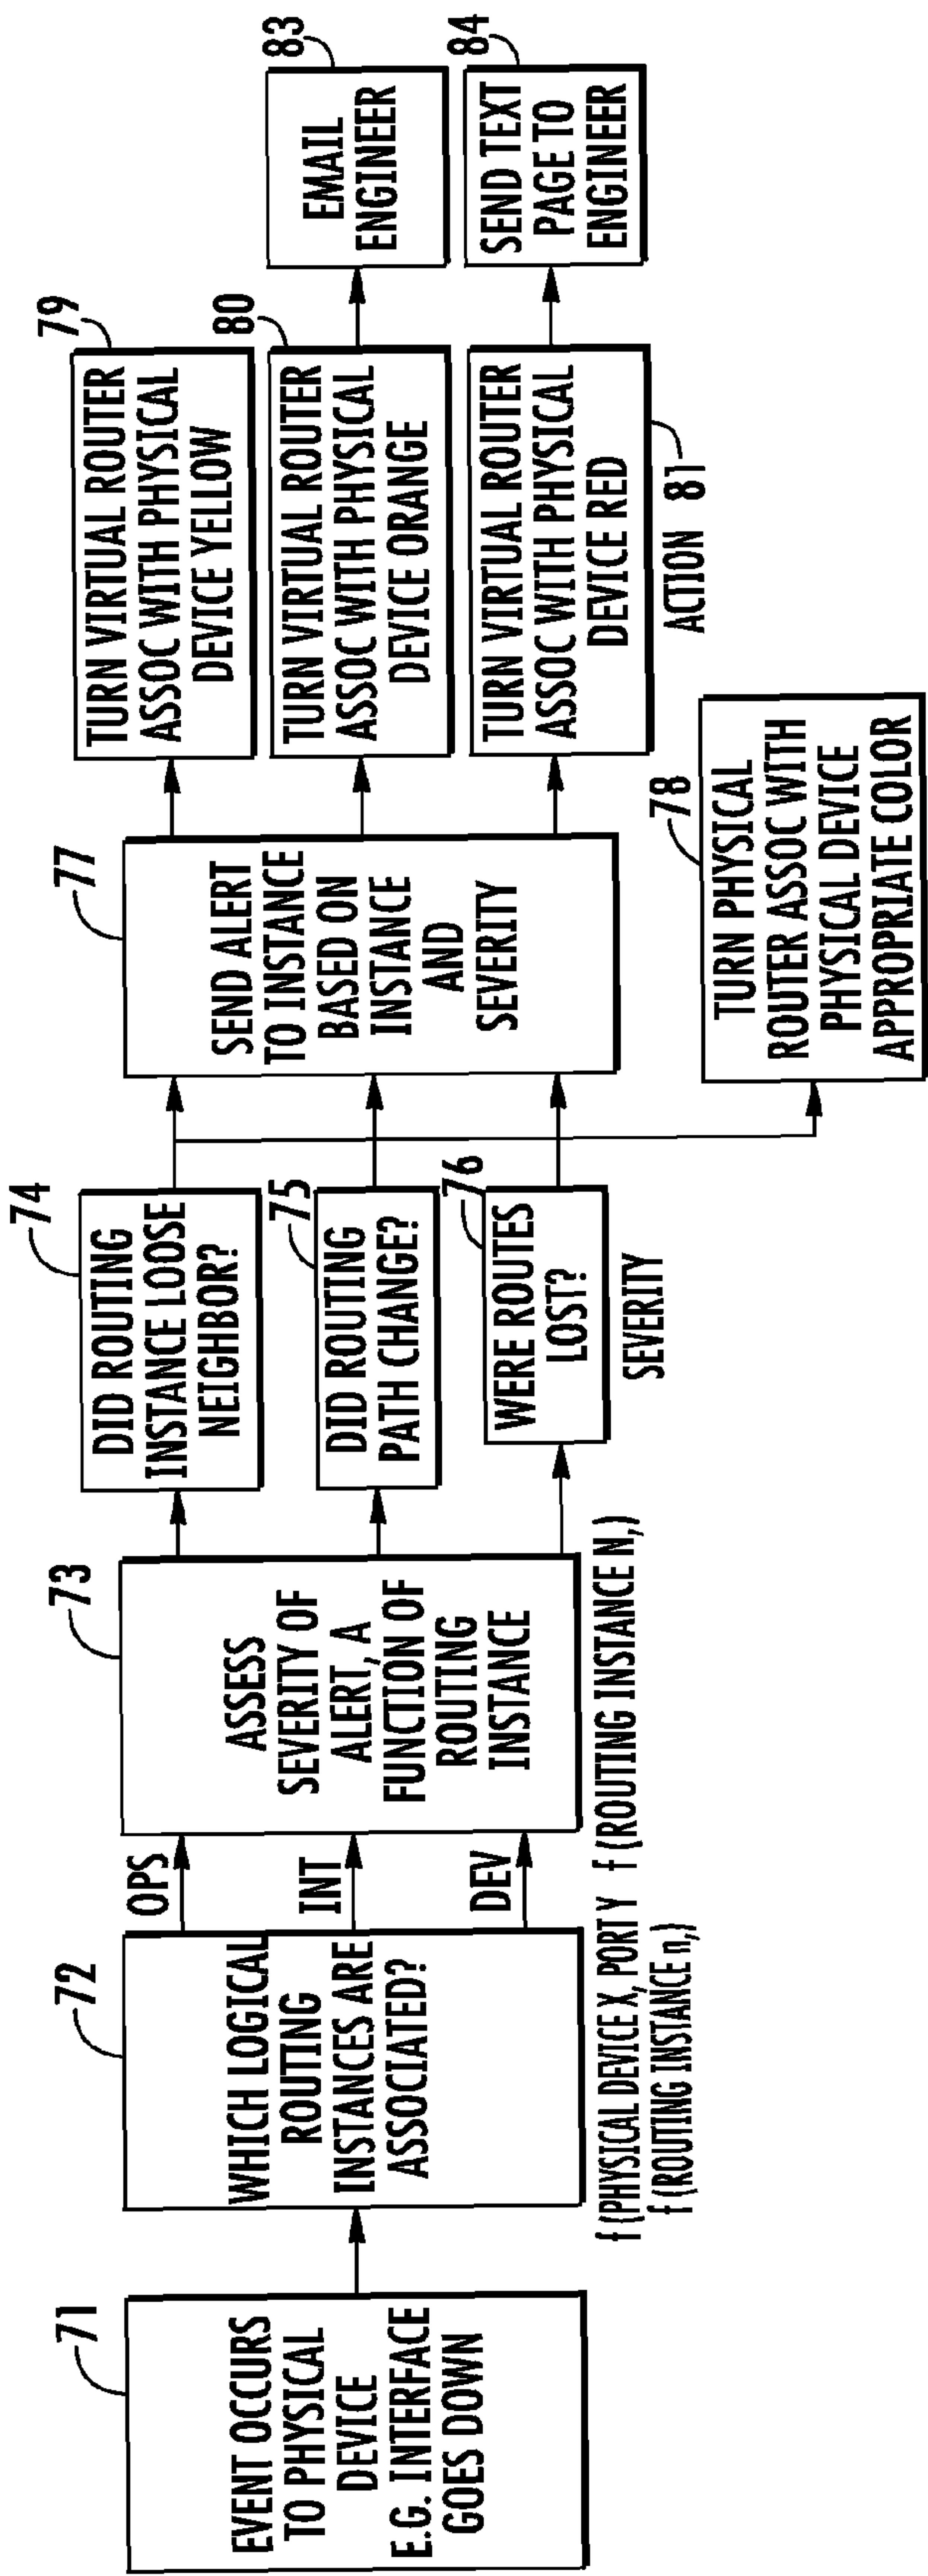 71
EVENT OCCURS
TO PHYSICAL
DEVICE
E.G. INTERFACE
GOES DOWN
72
WHICH LOGICAL
ROUTING
INSTANCES ARE
ASSOCIATED?
f (PHYSICAL DEVICE X, PORT Y
f (ROUTING INSTANCE n,)
OPS
INT
DEV
73
ASSESS
SEVERITY OF
ALERT, A
FUNCTION OF
ROUTING
INSTANCE
f (ROUTING INSTANCE N,)
74
DID ROUTING
INSTANCE LOOSE
NEIGHBOR?
75
DID ROUTING
PATH CHANGE?
76
WERE ROUTES
LOST?
SEVERITY
77
SEND ALERT
TO INSTANCE
BASED ON
INSTANCE
AND
SEVERITY
78
TURN PHYSICAL
ROUTER ASSOC WITH
PHYSICAL DEVICE
APPROPRIATE COLOR
79
TURN VIRTUAL ROUTER
ASSOC WITH PHYSICAL
DEVICE YELLOW
80
TURN VIRTUAL ROUTER
ASSOC WITH PHYSICAL
DEVICE ORANGE
TURN VIRTUAL ROUTER
ASSOC WITH PHYSICAL
DEVICE RED
ACTION 81
83
EMAIL
ENGINEER
84
SEND TEXT
PAGE TO
ENGINEER